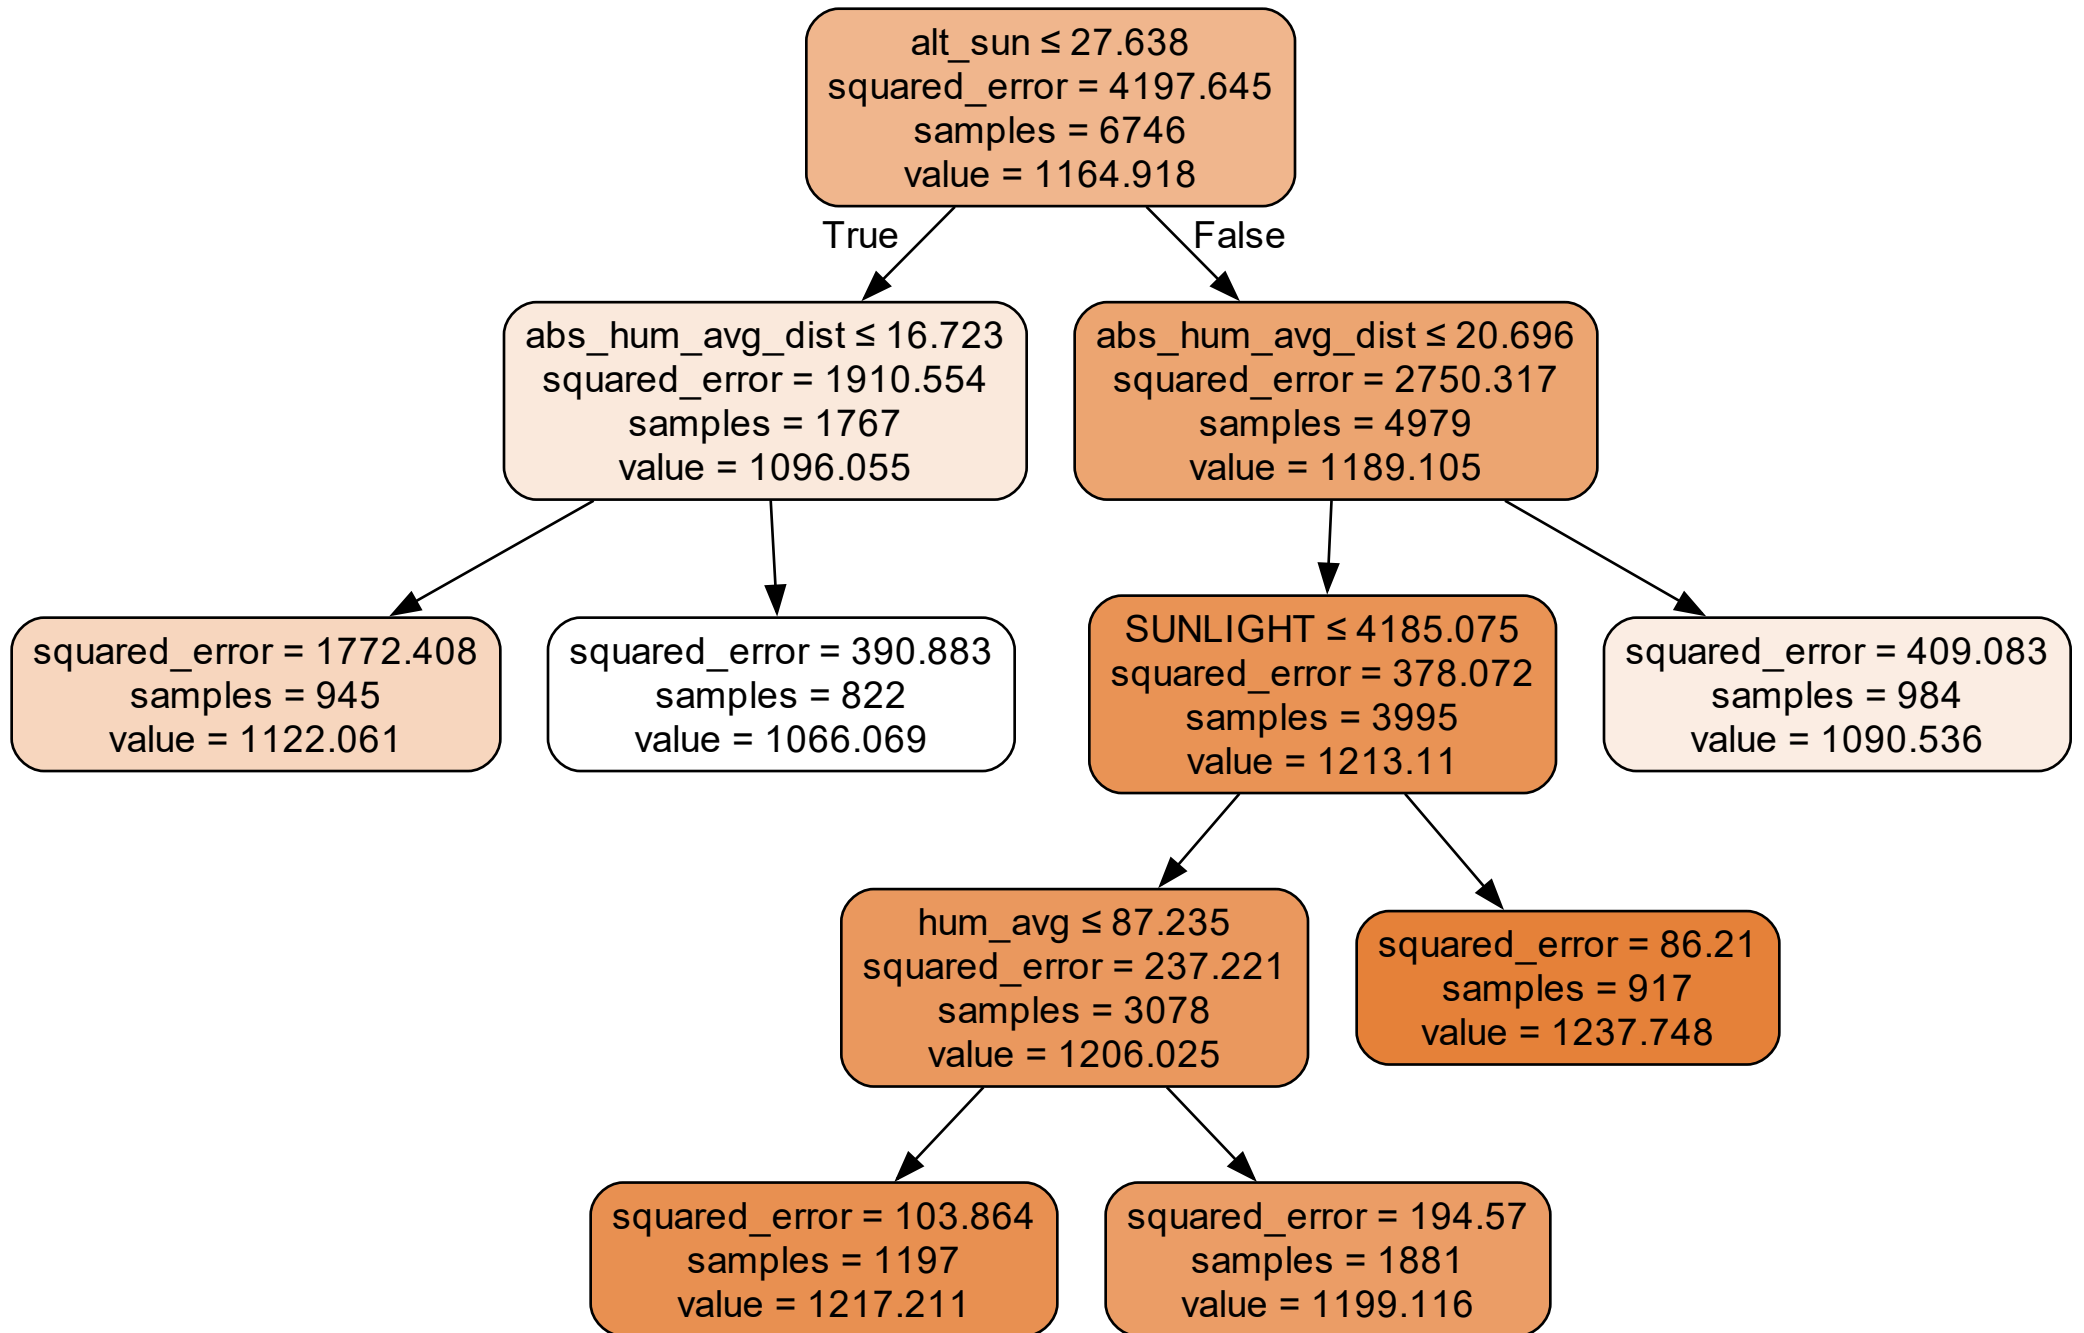 alt_sun ≤ 27.638
squared_error = 4197.645
samples = 6746
value = 1164.918
True
False
abs_hum_avg_dist ≤ 16.723
squared_error = 1910.554
samples = 1767
value = 1096.055
abs_hum_avg_dist ≤ 20.696
squared_error = 2750.317
samples = 4979
value = 1189.105
squared_error = 1772.408
samples = 945
value = 1122.061
squared_error = 390.883
samples = 822
value = 1066.069
SUNLIGHT ≤ 4185.075
squared_error = 378.072
samples = 3995
value = 1213.11
squared_error = 409.083
samples = 984
value = 1090.536
hum_avg ≤ 87.235
squared_error = 237.221
samples = 3078
value = 1206.025
squared_error = 86.21
samples = 917
value = 1237.748
squared_error = 103.864
samples = 1197
value = 1217.211
squared_error = 194.57
samples = 1881
value = 1199.116